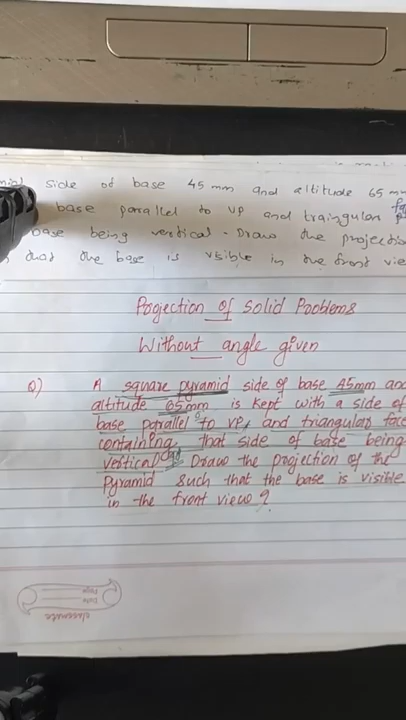 side of base 45 mm and altitude 65 mm
base parallel to VP and traingular
base being vertical. Draw the projectio
that the base is vsible in the front vie
Projection of Solid Problems
Without angle given
Q) A square pyramid side of base 45mm and
altitude 65mm is kept with a side of
base parallel to VP, and triangular face
containing that side of base being
vertical Draw the projection of the
Pyramid such that the base is visible
in the front view?
Page
Date
classmate